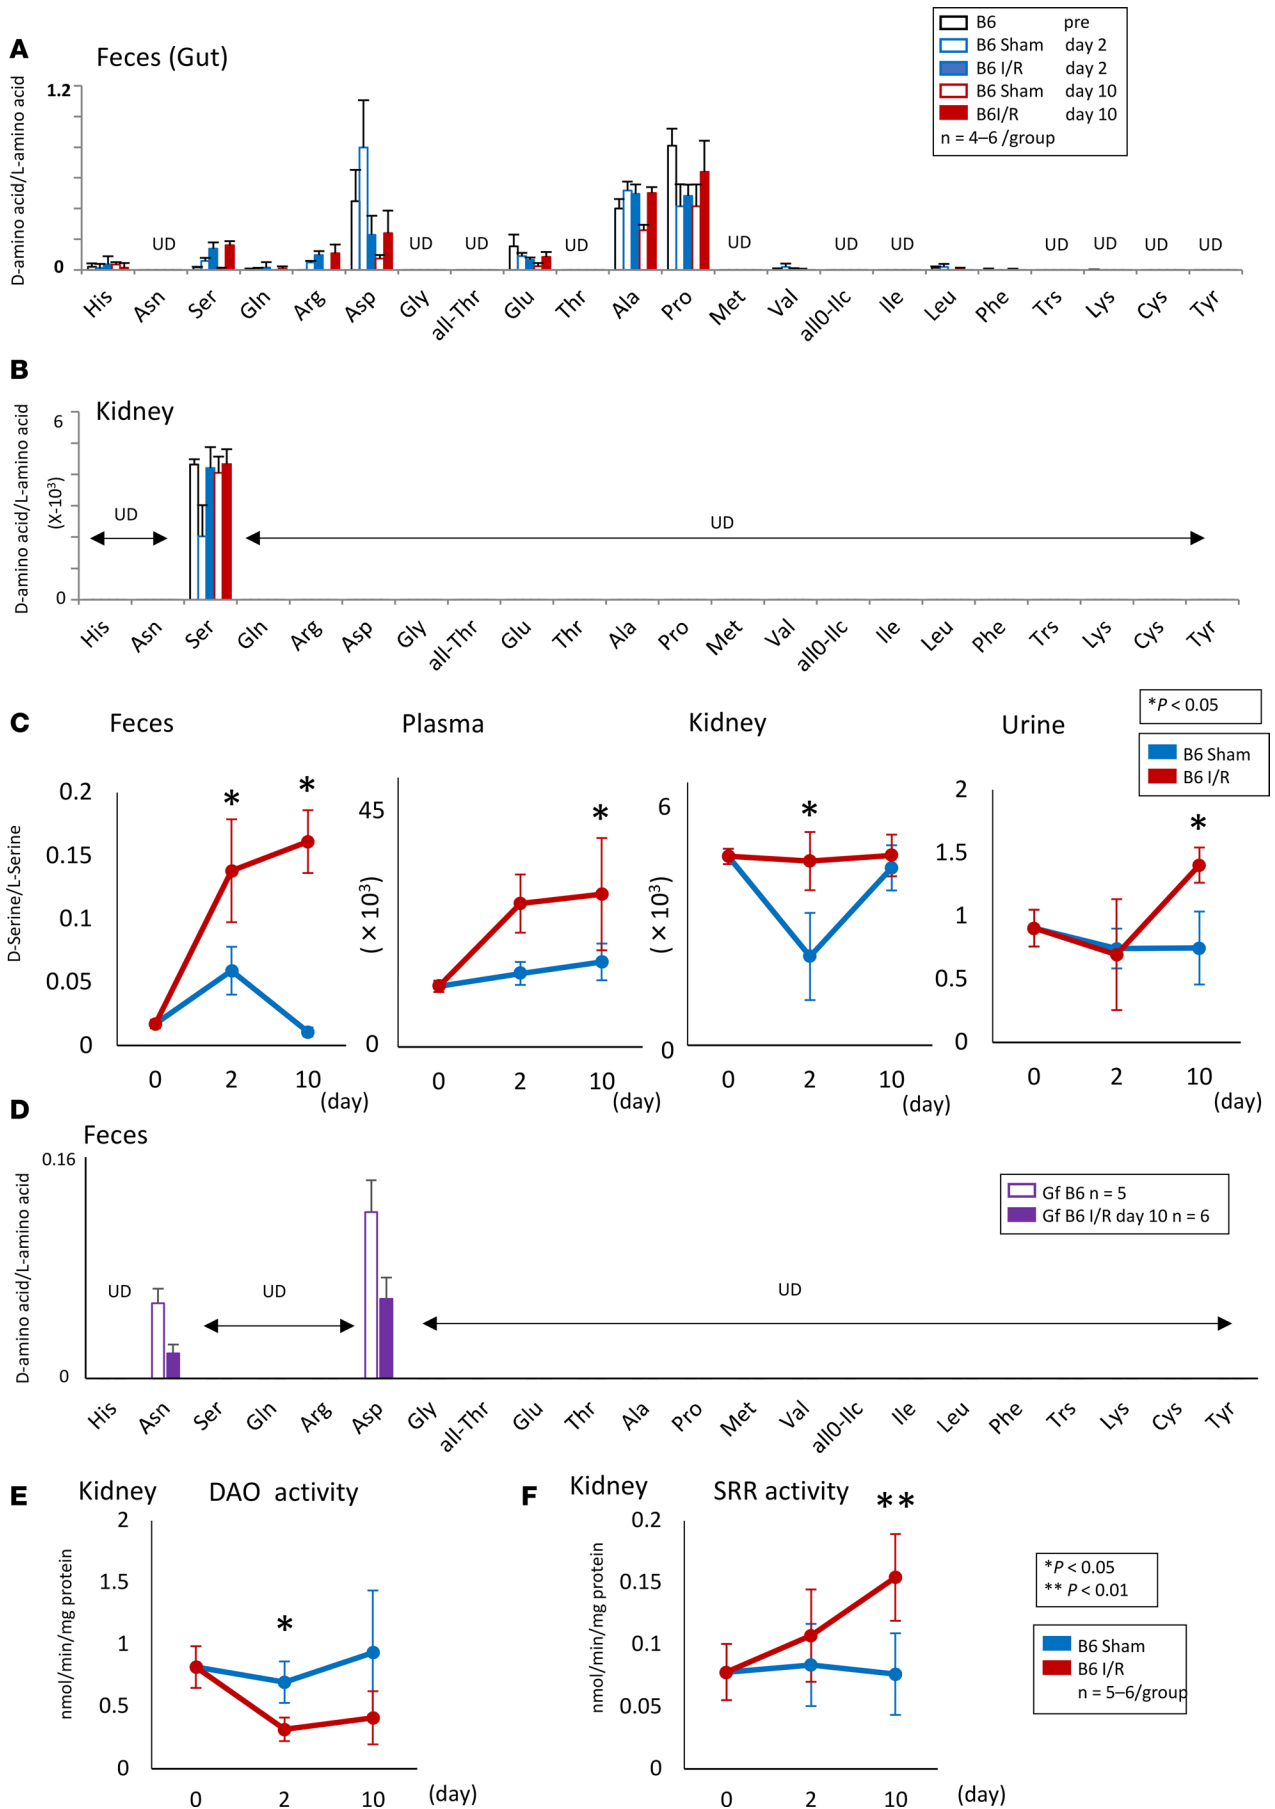 B6 pre
B6 Sham day 2
B6 I/R day 2
B6 Sham day 10
B6I/R day 10
n = 4–6 /group
A
Feces (Gut)
D-amino acid/L-amino acid
1.2
0
UD UD UD UD UD UD UD UD UD UD UD
His Asn Ser Gln Arg Asp Gly all-Thr Glu Thr Ala Pro Met Val all0-Ilc Ile Leu Phe Trs Lys Cys Tyr
B
Kidney
D-amino acid/L-amino acid
(X-10³)
6
0
UD UD
His Asn Ser Gln Arg Asp Gly all-Thr Glu Thr Ala Pro Met Val all0-Ilc Ile Leu Phe Trs Lys Cys Tyr
C
Feces Plasma Kidney Urine
*P < 0.05
B6 Sham
B6 I/R
D-Serine/L-Serine
0.2
0.15
0.1
0.05
0
* *
0 2 10
(day)
45
(×10³)
0
*
0 2 10
(day)
6
(×10³)
0
*
0 2 10
(day)
2
1.5
1
0.5
0
*
0 2 10
(day)
D
Feces
D-amino acid/L-amino acid
0.16
0
UD UD UD
Gf B6 n = 5
Gf B6 I/R day 10 n = 6
His Asn Ser Gln Arg Asp Gly all-Thr Glu Thr Ala Pro Met Val all0-Ilc Ile Leu Phe Trs Lys Cys Tyr
E
Kidney DAO activity
nmol/min/mg protein
2
1.5
1
0.5
0
*
0 2 10
(day)
F
Kidney SRR activity
nmol/min/mg protein
0.2
0.15
0.1
0.05
0
**
0 2 10
(day)
*P < 0.05
** P < 0.01
B6 Sham
B6 I/R
n = 5–6/group